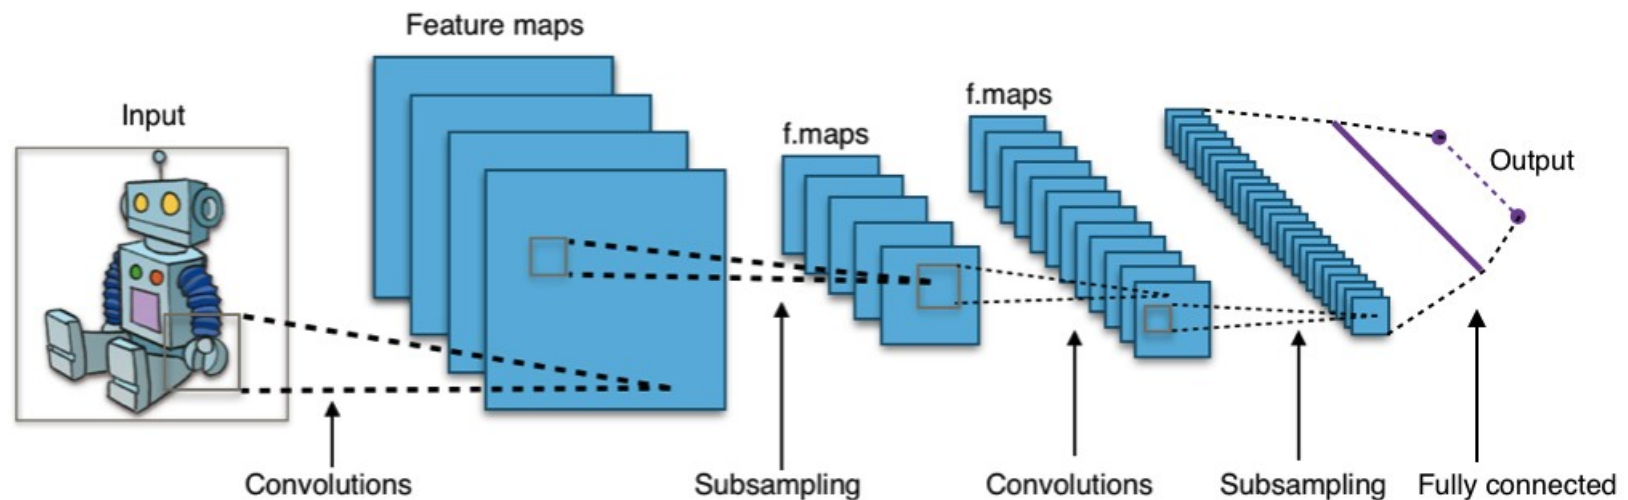 Feature maps
f.maps
Input
f.maps
Output
Convolutions
Subsampling
Convolutions
Subsampling
Fully connected